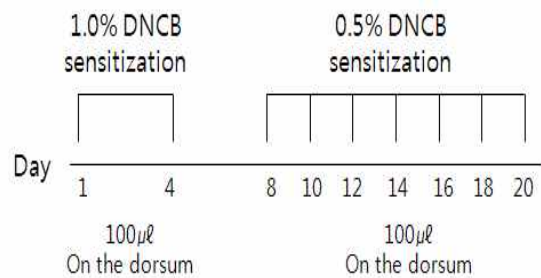 1.0% DNCB 0.5% DNCB
sensitization sensitization
Day 1 4 8 10 12 14 16 18 20
100㎕ 100㎕
On the dorsum On the dorsum